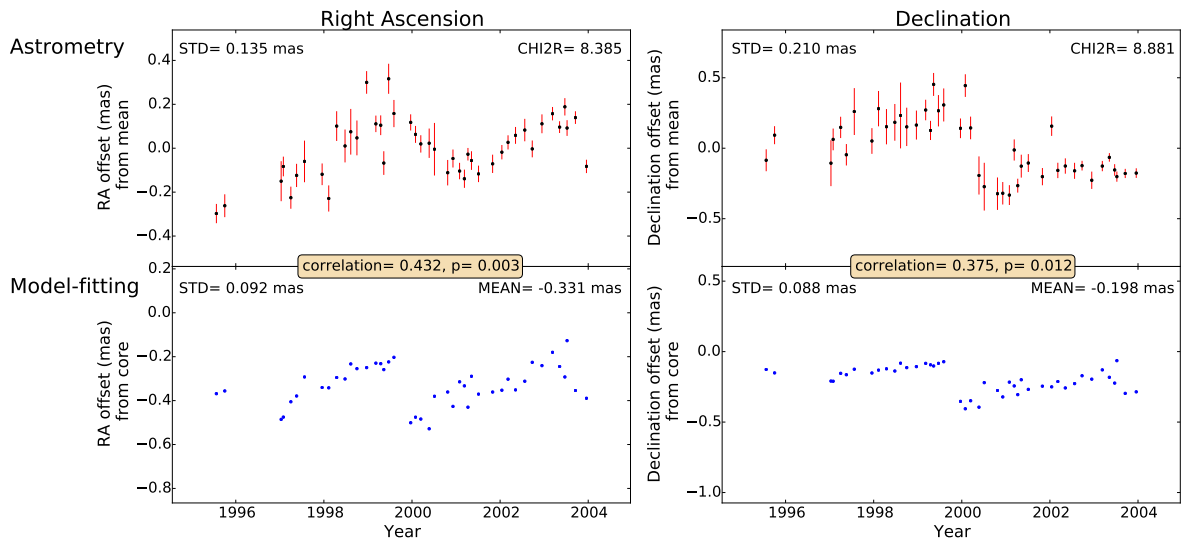 Right Ascension
Declination
Astrometry
STD= 0.135 mas
CHI2R= 8.385
RA offset (mas)
from mean
0.4
0.2
0.0
−0.2
−0.4
STD= 0.210 mas
CHI2R= 8.881
Declination offset (mas)
from mean
0.5
0.0
−0.5
correlation= 0.432, p= 0.003
correlation= 0.375, p= 0.012
Model-fitting
STD= 0.092 mas
MEAN= -0.331 mas
RA offset (mas)
from core
0.2
0.0
−0.2
−0.4
−0.6
−0.8
1996 1998 2000 2002 2004
Year
STD= 0.088 mas
MEAN= -0.198 mas
Declination offset (mas)
from core
0.5
0.0
−0.5
−1.0
1996 1998 2000 2002 2004
Year